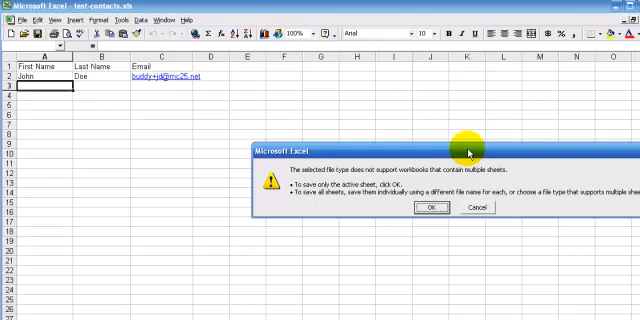 Microsoft Excel - test-contacts.xls
File Edit View Insert Format Tools Data Window Help
100% Arial 10 B I U $ %
=
A B C D E F G H I J K L M N
1 First Name Last Name Email
2 John Doe buddy+jd@mc25.net
3
4
5
6
7
8
9
Microsoft Excel
10
11
The selected file type does not support workbooks that contain multiple sheets.
12
• To save only the active sheet, click OK.
13
• To save all sheets, save them individually using a different file name for each, or choose a file type that supports multiple
14
15
OK Cancel
16
17
18
19
20
21
22
23
24
25
26
27